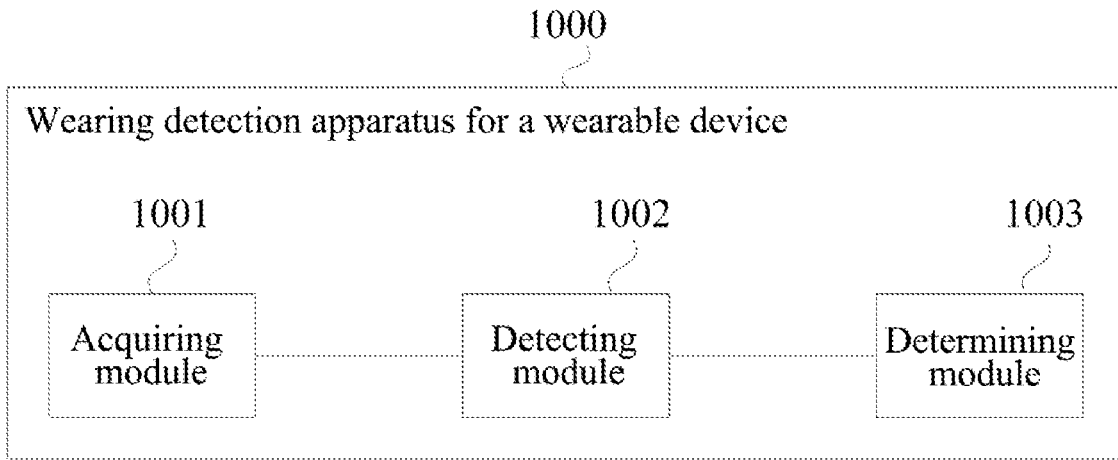 1000
Wearing detection apparatus for a wearable device
1001
1002
1003
Acquiring
module
Detecting
module
Determining
module